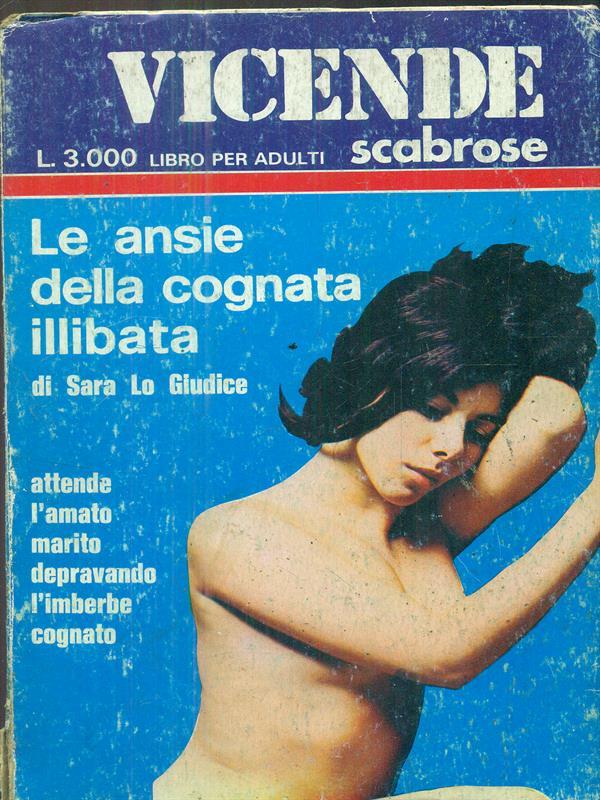 VICENDE
L. 3.000 LIBRO PER ADULTI scabrose
Le ansie
della cognata
illibata
di Sara Lo Giudice
attende
l'amato
marito
depravando
l'imberbe
cognato